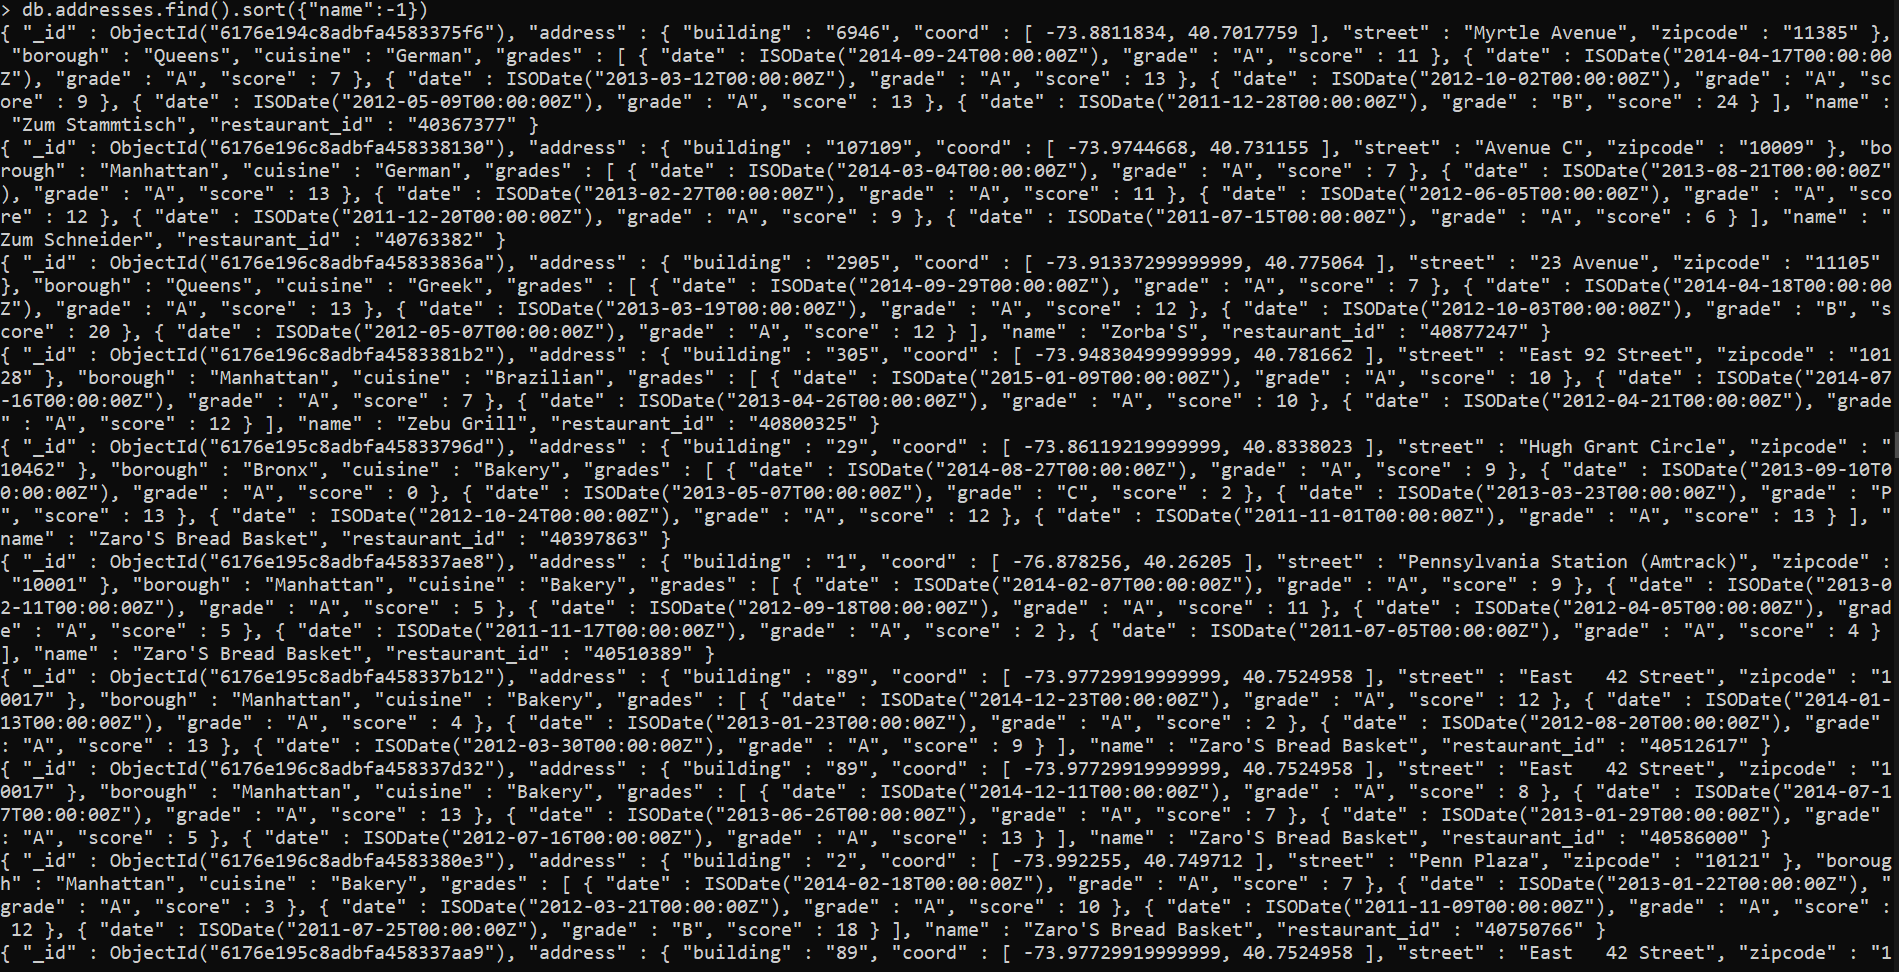 > db.addresses.find().sort({"name":-1})
{ "_id" : ObjectId("6176e194c8adbfa4583375f6"), "address" : { "building" : "6946", "coord" : [ -73.8811834, 40.7017759 ], "street" : "Myrtle Avenue", "zipcode" : "11385" },
 "borough" : "Queens", "cuisine" : "German", "grades" : [ { "date" : ISODate("2014-09-24T00:00:00Z"), "grade" : "A", "score" : 11 }, { "date" : ISODate("2014-04-17T00:00:00
Z"), "grade" : "A", "score" : 7 }, { "date" : ISODate("2013-03-12T00:00:00Z"), "grade" : "A", "score" : 13 }, { "date" : ISODate("2012-10-02T00:00:00Z"), "grade" : "A", "sc
ore" : 9 }, { "date" : ISODate("2012-05-09T00:00:00Z"), "grade" : "A", "score" : 13 }, { "date" : ISODate("2011-12-28T00:00:00Z"), "grade" : "B", "score" : 24 } ], "name" :
 "Zum Stammtisch", "restaurant_id" : "40367377" }
{ "_id" : ObjectId("6176e196c8adbfa458338130"), "address" : { "building" : "107109", "coord" : [ -73.9744668, 40.731155 ], "street" : "Avenue C", "zipcode" : "10009" }, "bo
rough" : "Manhattan", "cuisine" : "German", "grades" : [ { "date" : ISODate("2014-03-04T00:00:00Z"), "grade" : "A", "score" : 7 }, { "date" : ISODate("2013-08-21T00:00:00Z"
), "grade" : "A", "score" : 13 }, { "date" : ISODate("2013-02-27T00:00:00Z"), "grade" : "A", "score" : 11 }, { "date" : ISODate("2012-06-05T00:00:00Z"), "grade" : "A", "sco
re" : 12 }, { "date" : ISODate("2011-12-20T00:00:00Z"), "grade" : "A", "score" : 9 }, { "date" : ISODate("2011-07-15T00:00:00Z"), "grade" : "A", "score" : 6 } ], "name" : "
Zum Schneider", "restaurant_id" : "40763382" }
{ "_id" : ObjectId("6176e196c8adbfa45833836a"), "address" : { "building" : "2905", "coord" : [ -73.91337299999999, 40.775064 ], "street" : "23 Avenue", "zipcode" : "11105"
}, "borough" : "Queens", "cuisine" : "Greek", "grades" : [ { "date" : ISODate("2014-09-29T00:00:00Z"), "grade" : "A", "score" : 7 }, { "date" : ISODate("2014-04-18T00:00:00
Z"), "grade" : "A", "score" : 13 }, { "date" : ISODate("2013-03-19T00:00:00Z"), "grade" : "A", "score" : 12 }, { "date" : ISODate("2012-10-03T00:00:00Z"), "grade" : "B", "s
core" : 20 }, { "date" : ISODate("2012-05-07T00:00:00Z"), "grade" : "A", "score" : 12 } ], "name" : "Zorba'S", "restaurant_id" : "40877247" }
{ "_id" : ObjectId("6176e196c8adbfa4583381b2"), "address" : { "building" : "305", "coord" : [ -73.94830499999999, 40.781662 ], "street" : "East 92 Street", "zipcode" : "101
28" }, "borough" : "Manhattan", "cuisine" : "Brazilian", "grades" : [ { "date" : ISODate("2015-01-09T00:00:00Z"), "grade" : "A", "score" : 10 }, { "date" : ISODate("2014-07
-16T00:00:00Z"), "grade" : "A", "score" : 7 }, { "date" : ISODate("2013-04-26T00:00:00Z"), "grade" : "A", "score" : 10 }, { "date" : ISODate("2012-04-21T00:00:00Z"), "grade
" : "A", "score" : 12 } ], "name" : "Zebu Grill", "restaurant_id" : "40800325" }
{ "_id" : ObjectId("6176e195c8adbfa45833796d"), "address" : { "building" : "29", "coord" : [ -73.86119219999999, 40.8338023 ], "street" : "Hugh Grant Circle", "zipcode" : "
10462" }, "borough" : "Bronx", "cuisine" : "Bakery", "grades" : [ { "date" : ISODate("2014-08-27T00:00:00Z"), "grade" : "A", "score" : 9 }, { "date" : ISODate("2013-09-10T0
0:00:00Z"), "grade" : "A", "score" : 0 }, { "date" : ISODate("2013-05-07T00:00:00Z"), "grade" : "C", "score" : 2 }, { "date" : ISODate("2013-03-23T00:00:00Z"), "grade" : "P
", "score" : 13 }, { "date" : ISODate("2012-10-24T00:00:00Z"), "grade" : "A", "score" : 12 }, { "date" : ISODate("2011-11-01T00:00:00Z"), "grade" : "A", "score" : 13 } ], "
name" : "Zaro'S Bread Basket", "restaurant_id" : "40397863" }
{ "_id" : ObjectId("6176e195c8adbfa458337ae8"), "address" : { "building" : "1", "coord" : [ -76.878256, 40.26205 ], "street" : "Pennsylvania Station (Amtrack)", "zipcode" :
 "10001" }, "borough" : "Manhattan", "cuisine" : "Bakery", "grades" : [ { "date" : ISODate("2014-02-07T00:00:00Z"), "grade" : "A", "score" : 9 }, { "date" : ISODate("2013-0
2-11T00:00:00Z"), "grade" : "A", "score" : 5 }, { "date" : ISODate("2012-09-18T00:00:00Z"), "grade" : "A", "score" : 11 }, { "date" : ISODate("2012-04-05T00:00:00Z"), "grad
e" : "A", "score" : 5 }, { "date" : ISODate("2011-11-17T00:00:00Z"), "grade" : "A", "score" : 2 }, { "date" : ISODate("2011-07-05T00:00:00Z"), "grade" : "A", "score" : 4 }
], "name" : "Zaro'S Bread Basket", "restaurant_id" : "40510389" }
{ "_id" : ObjectId("6176e195c8adbfa458337b12"), "address" : { "building" : "89", "coord" : [ -73.97729919999999, 40.7524958 ], "street" : "East   42 Street", "zipcode" : "1
0017" }, "borough" : "Manhattan", "cuisine" : "Bakery", "grades" : [ { "date" : ISODate("2014-12-23T00:00:00Z"), "grade" : "A", "score" : 12 }, { "date" : ISODate("2014-01-
13T00:00:00Z"), "grade" : "A", "score" : 4 }, { "date" : ISODate("2013-01-23T00:00:00Z"), "grade" : "A", "score" : 2 }, { "date" : ISODate("2012-08-20T00:00:00Z"), "grade"
: "A", "score" : 13 }, { "date" : ISODate("2012-03-30T00:00:00Z"), "grade" : "A", "score" : 9 } ], "name" : "Zaro'S Bread Basket", "restaurant_id" : "40512617" }
{ "_id" : ObjectId("6176e196c8adbfa458337d32"), "address" : { "building" : "89", "coord" : [ -73.97729919999999, 40.7524958 ], "street" : "East   42 Street", "zipcode" : "1
0017" }, "borough" : "Manhattan", "cuisine" : "Bakery", "grades" : [ { "date" : ISODate("2014-12-11T00:00:00Z"), "grade" : "A", "score" : 8 }, { "date" : ISODate("2014-07-1
7T00:00:00Z"), "grade" : "A", "score" : 13 }, { "date" : ISODate("2013-06-26T00:00:00Z"), "grade" : "A", "score" : 7 }, { "date" : ISODate("2013-01-29T00:00:00Z"), "grade"
: "A", "score" : 5 }, { "date" : ISODate("2012-07-16T00:00:00Z"), "grade" : "A", "score" : 13 } ], "name" : "Zaro'S Bread Basket", "restaurant_id" : "40586000" }
{ "_id" : ObjectId("6176e196c8adbfa4583380e3"), "address" : { "building" : "2", "coord" : [ -73.992255, 40.749712 ], "street" : "Penn Plaza", "zipcode" : "10121" }, "boroug
h" : "Manhattan", "cuisine" : "Bakery", "grades" : [ { "date" : ISODate("2014-02-18T00:00:00Z"), "grade" : "A", "score" : 7 }, { "date" : ISODate("2013-01-22T00:00:00Z"), "
grade" : "A", "score" : 3 }, { "date" : ISODate("2012-03-21T00:00:00Z"), "grade" : "A", "score" : 10 }, { "date" : ISODate("2011-11-09T00:00:00Z"), "grade" : "A", "score" :
 12 }, { "date" : ISODate("2011-07-25T00:00:00Z"), "grade" : "B", "score" : 18 } ], "name" : "Zaro'S Bread Basket", "restaurant_id" : "40750766" }
{ "_id" : ObjectId("6176e195c8adbfa458337aa9"), "address" : { "building" : "89", "coord" : [ -73.97729919999999, 40.7524958 ], "street" : "East   42 Street", "zipcode" : "1